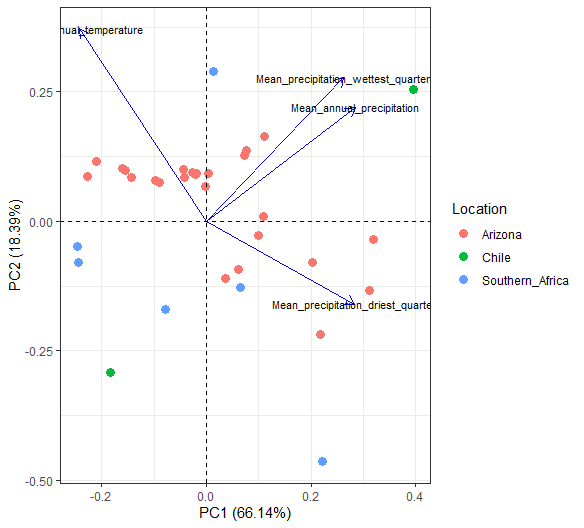 nual_temperature
Mean_precipitation_wettest_quarter
Mean_annual_precipitation
0.25
0.00
-0.25
-0.50
Mean_precipitation_driest_quarte
-0.2
0.0
0.2
0.4
PC1 (66.14%)
PC2 (18.39%)
Location
Arizona
Chile
Southern_Africa